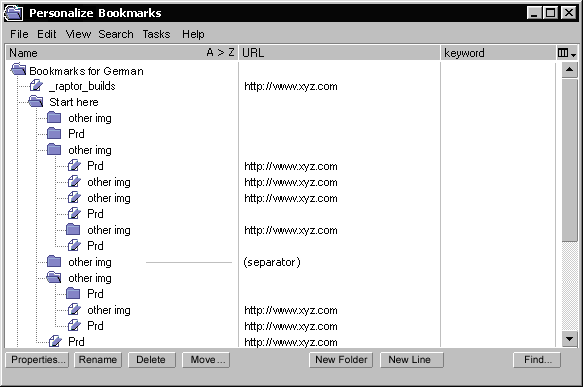 Personalize Bookmarks
File Edit View Search Tasks Help
Name A > Z URL keyword
Bookmarks for German
_raptor_builds http://www.xyz.com
Start here
other img
Prd
other img
Prd http://www.xyz.com
other img http://www.xyz.com
other img http://www.xyz.com
Prd
other img http://www.xyz.com
Prd
other img (separator)
other img
Prd
other img http://www.xyz.com
Prd http://www.xyz.com
Prd http://www.xyz.com
Properties... Rename Delete Move... New Folder New Line Find...